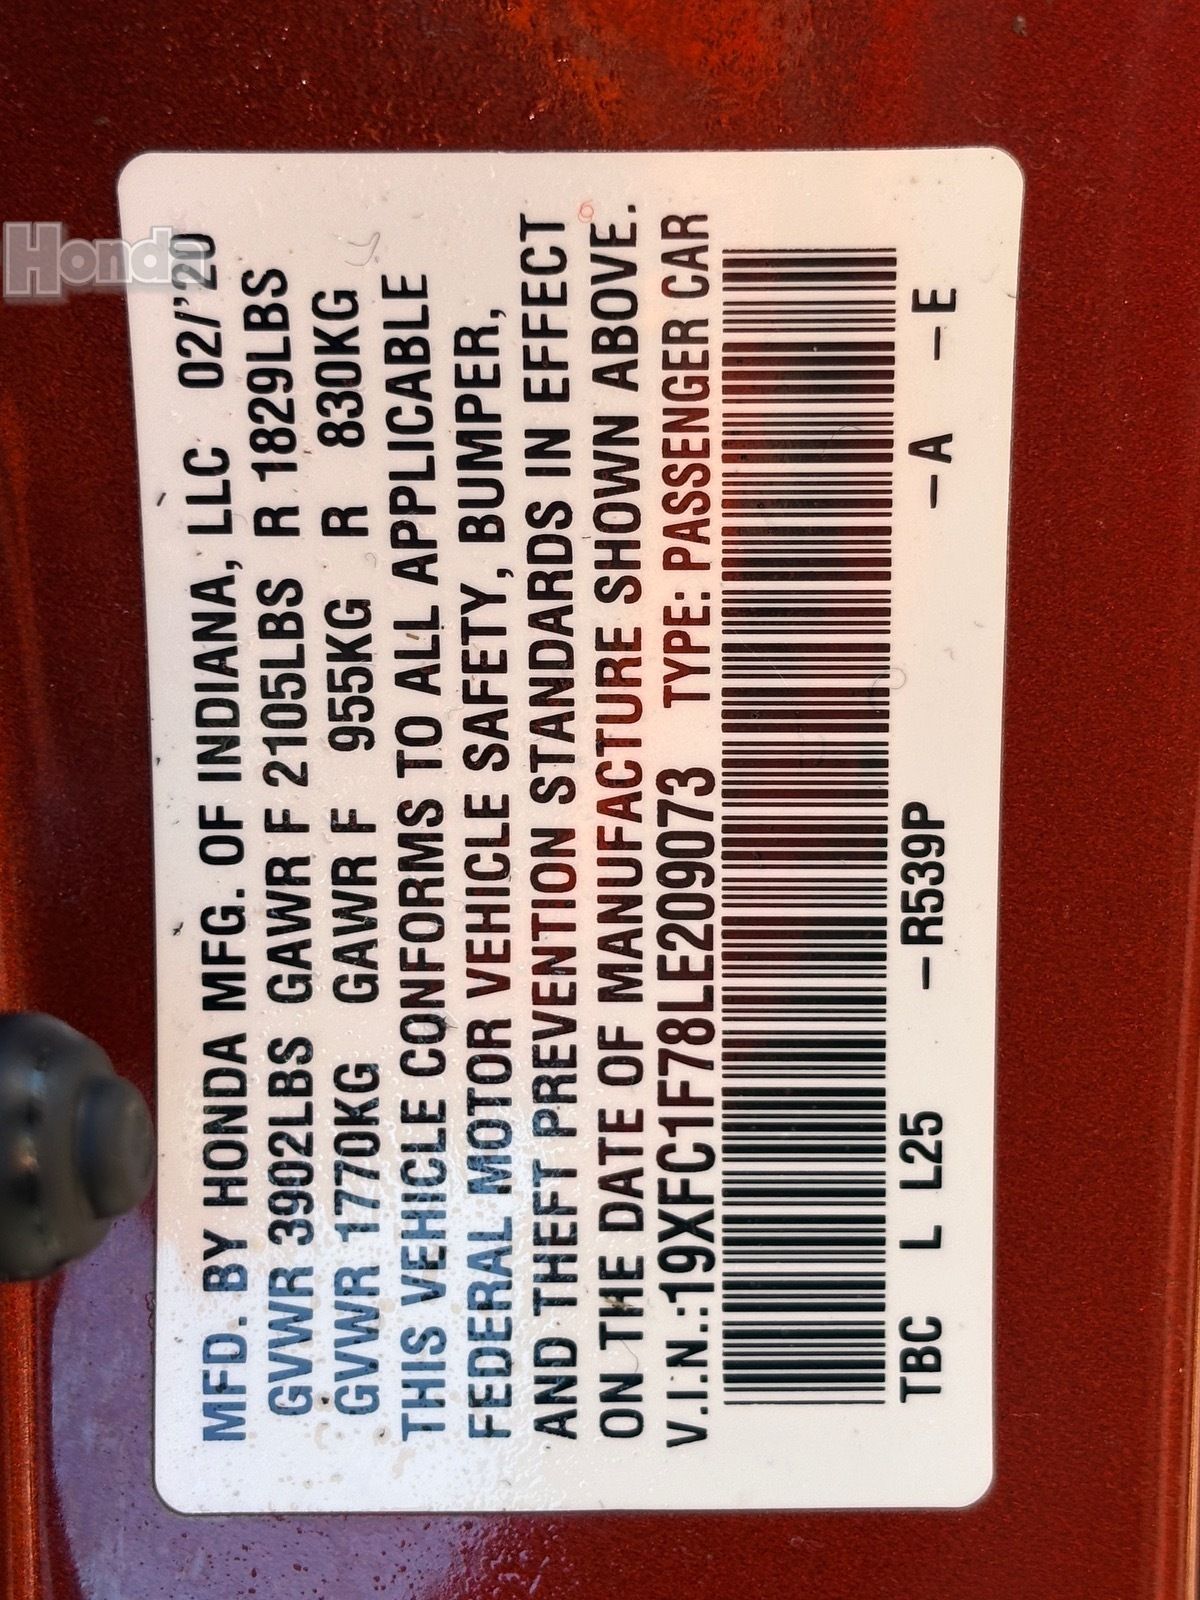 Honda
MFD. BY HONDA MFG. OF INDIANA, LLC 02/'20
GVWR 3902LBS GAWR F 2105LBS R 1829LBS
GVWR 1770KG GAWR F 955KG R 830KG
THIS VEHICLE CONFORMS TO ALL APPLICABLE
FEDERAL MOTOR VEHICLE SAFETY, BUMPER,
AND THEFT PREVENTION STANDARDS IN EFFECT
ON THE DATE OF MANUFACTURE SHOWN ABOVE.
V.I.N.:19XFC1F78LE209073 TYPE: PASSENGER CAR
TBC L L25 –R539P –A –E